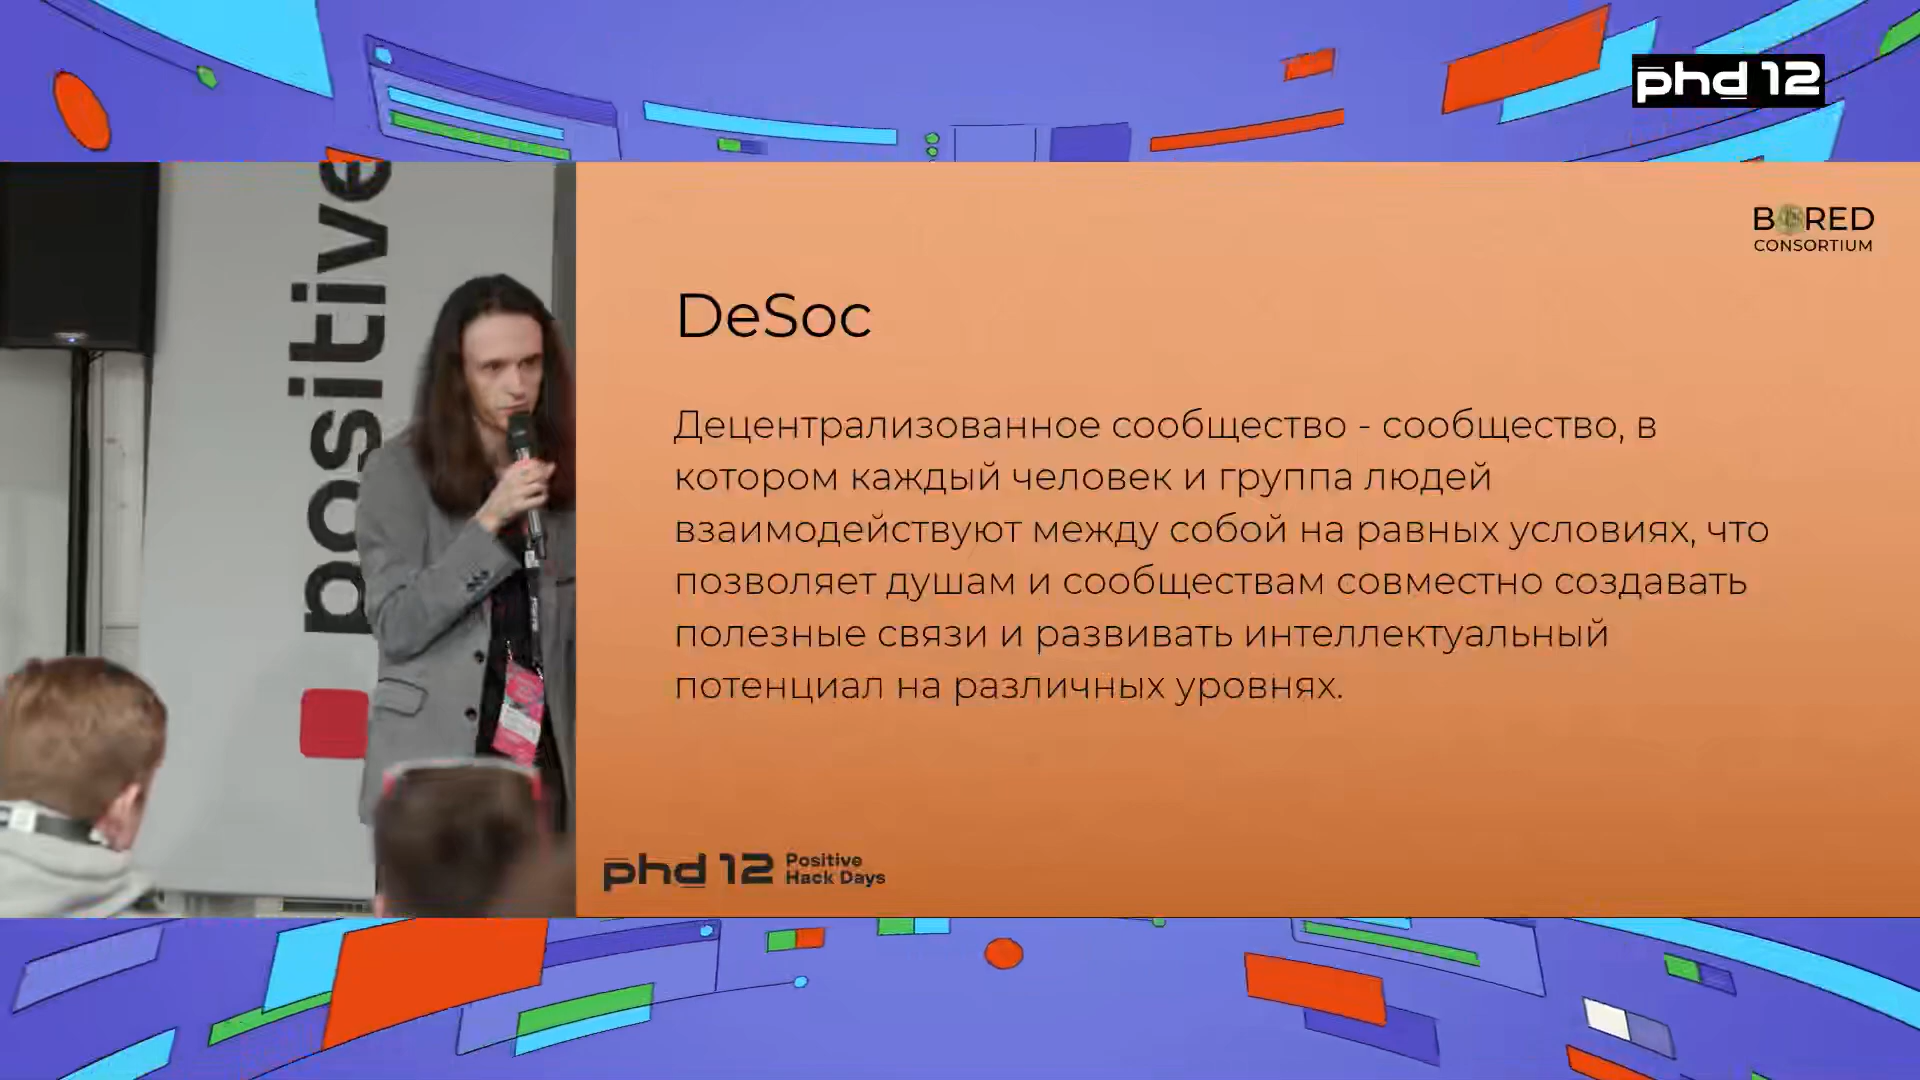 phd 12
positive
BORED
CONSORTIUM
DeSoc
Децентрализованное сообщество - сообщество, в
котором каждый человек и группа людей
взаимодействуют между собой на равных условиях, что
позволяет душам и сообществам совместно создавать
полезные связи и развивать интеллектуальный
потенциал на различных уровнях.
phd 12 Positive
Hack Days